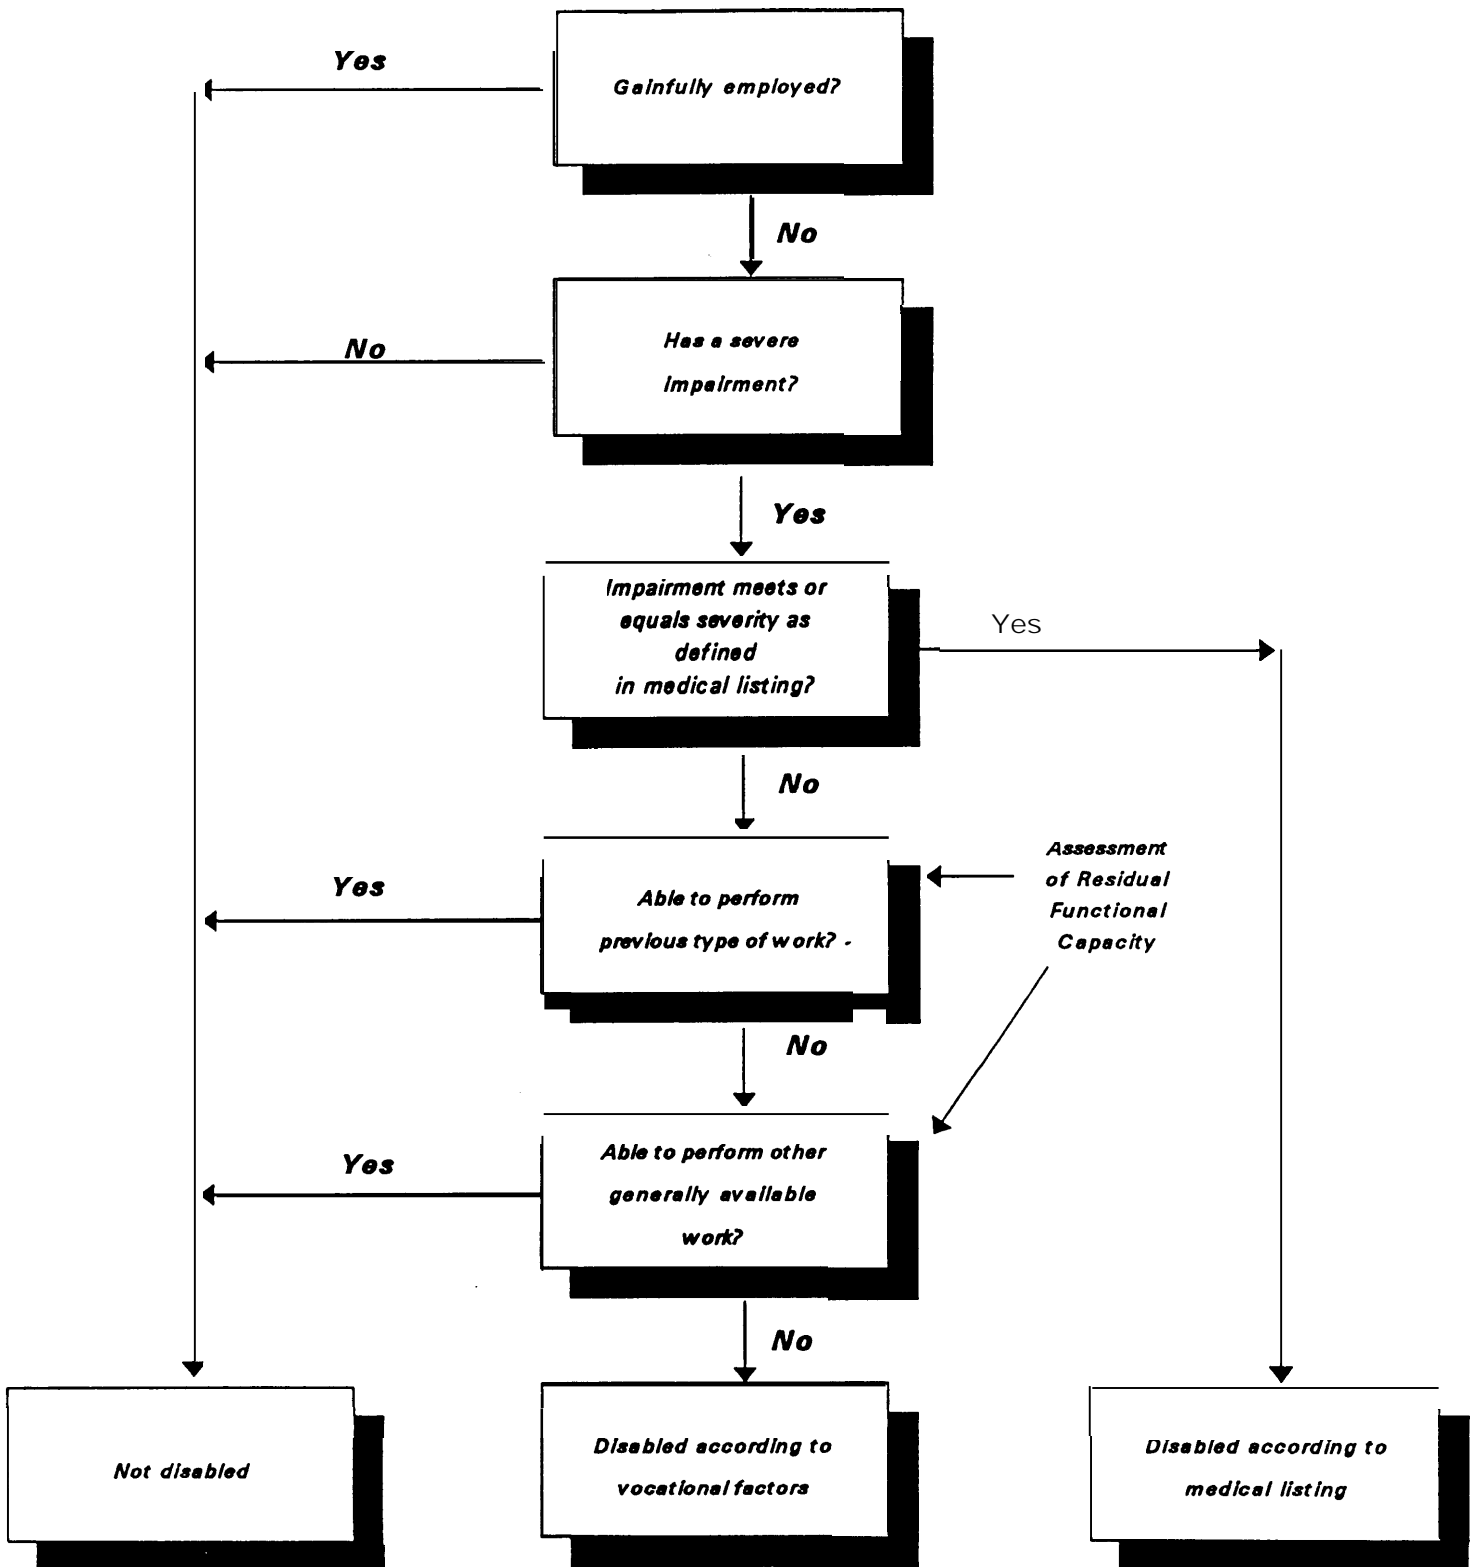 Yes
Gainfully employed?
No
No
Has a severe
impairment?
Yes
Impairment meets or
equals severity as
defined
in medical listing?
Yes
No
Assessment
of Residual
Functional
Capacity
Yes
Able to perform
previous type of work?
No
Yes
Able to perform other
generally available
work?
No
Not disabled
Disabled according to
vocational factors
Disabled according to
medical listing